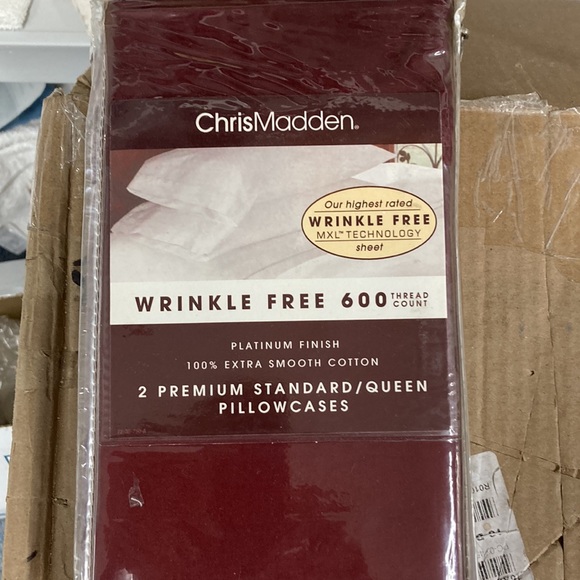 ChrisMadden®
Our highest rated
WRINKLE FREE
MXL™ TECHNOLOGY
sheet
WRINKLE FREE 600 THREAD COUNT
PLATINUM FINISH
100% EXTRA SMOOTH COTTON
2 PREMIUM STANDARD/QUEEN
PILLOWCASES